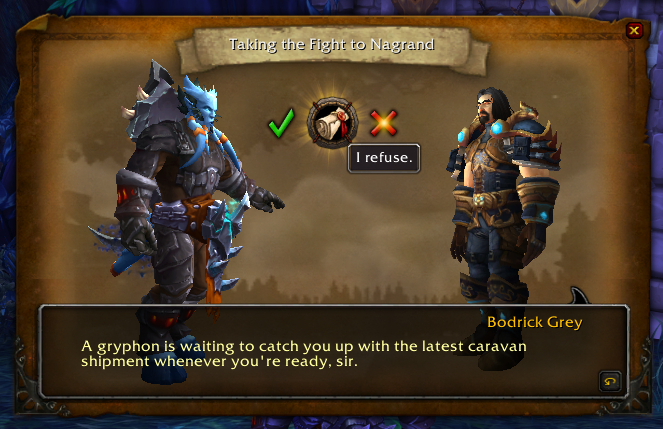 Taking the Fight to Nagrand
I refuse.
Bodrick Grey
A gryphon is waiting to catch you up with the latest caravan
shipment whenever you're ready, sir.